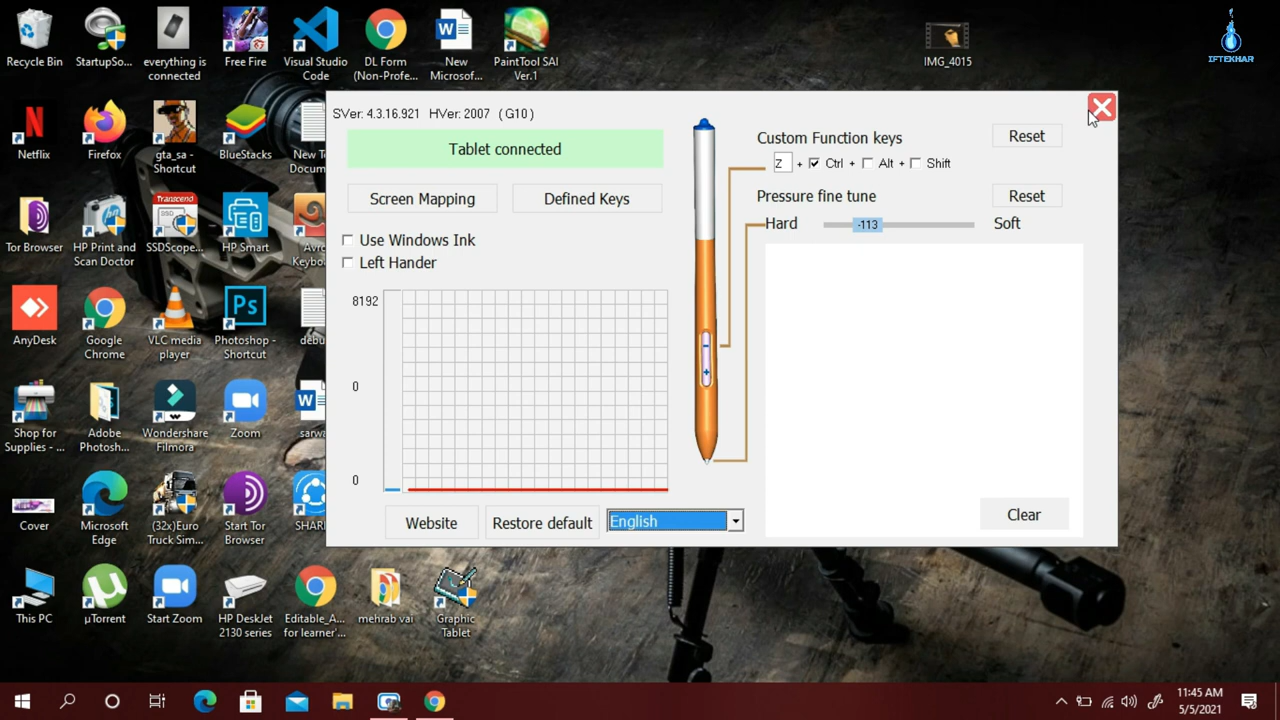 Recycle Bin
StartupSo...
everything is
connected
Free Fire
Visual Studio
Code
DL Form
(Non-Profe...
New
Microsof...
PaintTool SAI
Ver.1
IMG_4015
IFTEKHAR
Netflix
Firefox
gta_sa -
Shortcut
BlueStacks
New Te
Docum
Tor Browser
HP Print and
Scan Doctor
Transcend
SSDScope...
HP Smart
Avro
Keybo
AnyDesk
Google
Chrome
VLC media
player
Ps
Photoshop -
Shortcut
debu
Shop for
Supplies - ...
Adobe
Photosh...
Wondershare
Filmora
Zoom
sarwa
Cover
Microsoft
Edge
(32x)Euro
Truck Sim...
Start Tor
Browser
SHARE
This PC
µTorrent
Start Zoom
HP DeskJet
2130 series
Editable_A...
for learner'...
mehrab vai
Graphic
Tablet
SVer: 4.3.16.921 HVer: 2007 (G10)
Tablet connected
Screen Mapping
Defined Keys
Use Windows Ink
Left Hander
8192
0
0
Website
Restore default
English
Custom Function keys
Reset
Z + Ctrl + Alt + Shift
Pressure fine tune
Reset
Hard
-113
Soft
Clear
11:45 AM
5/5/2021